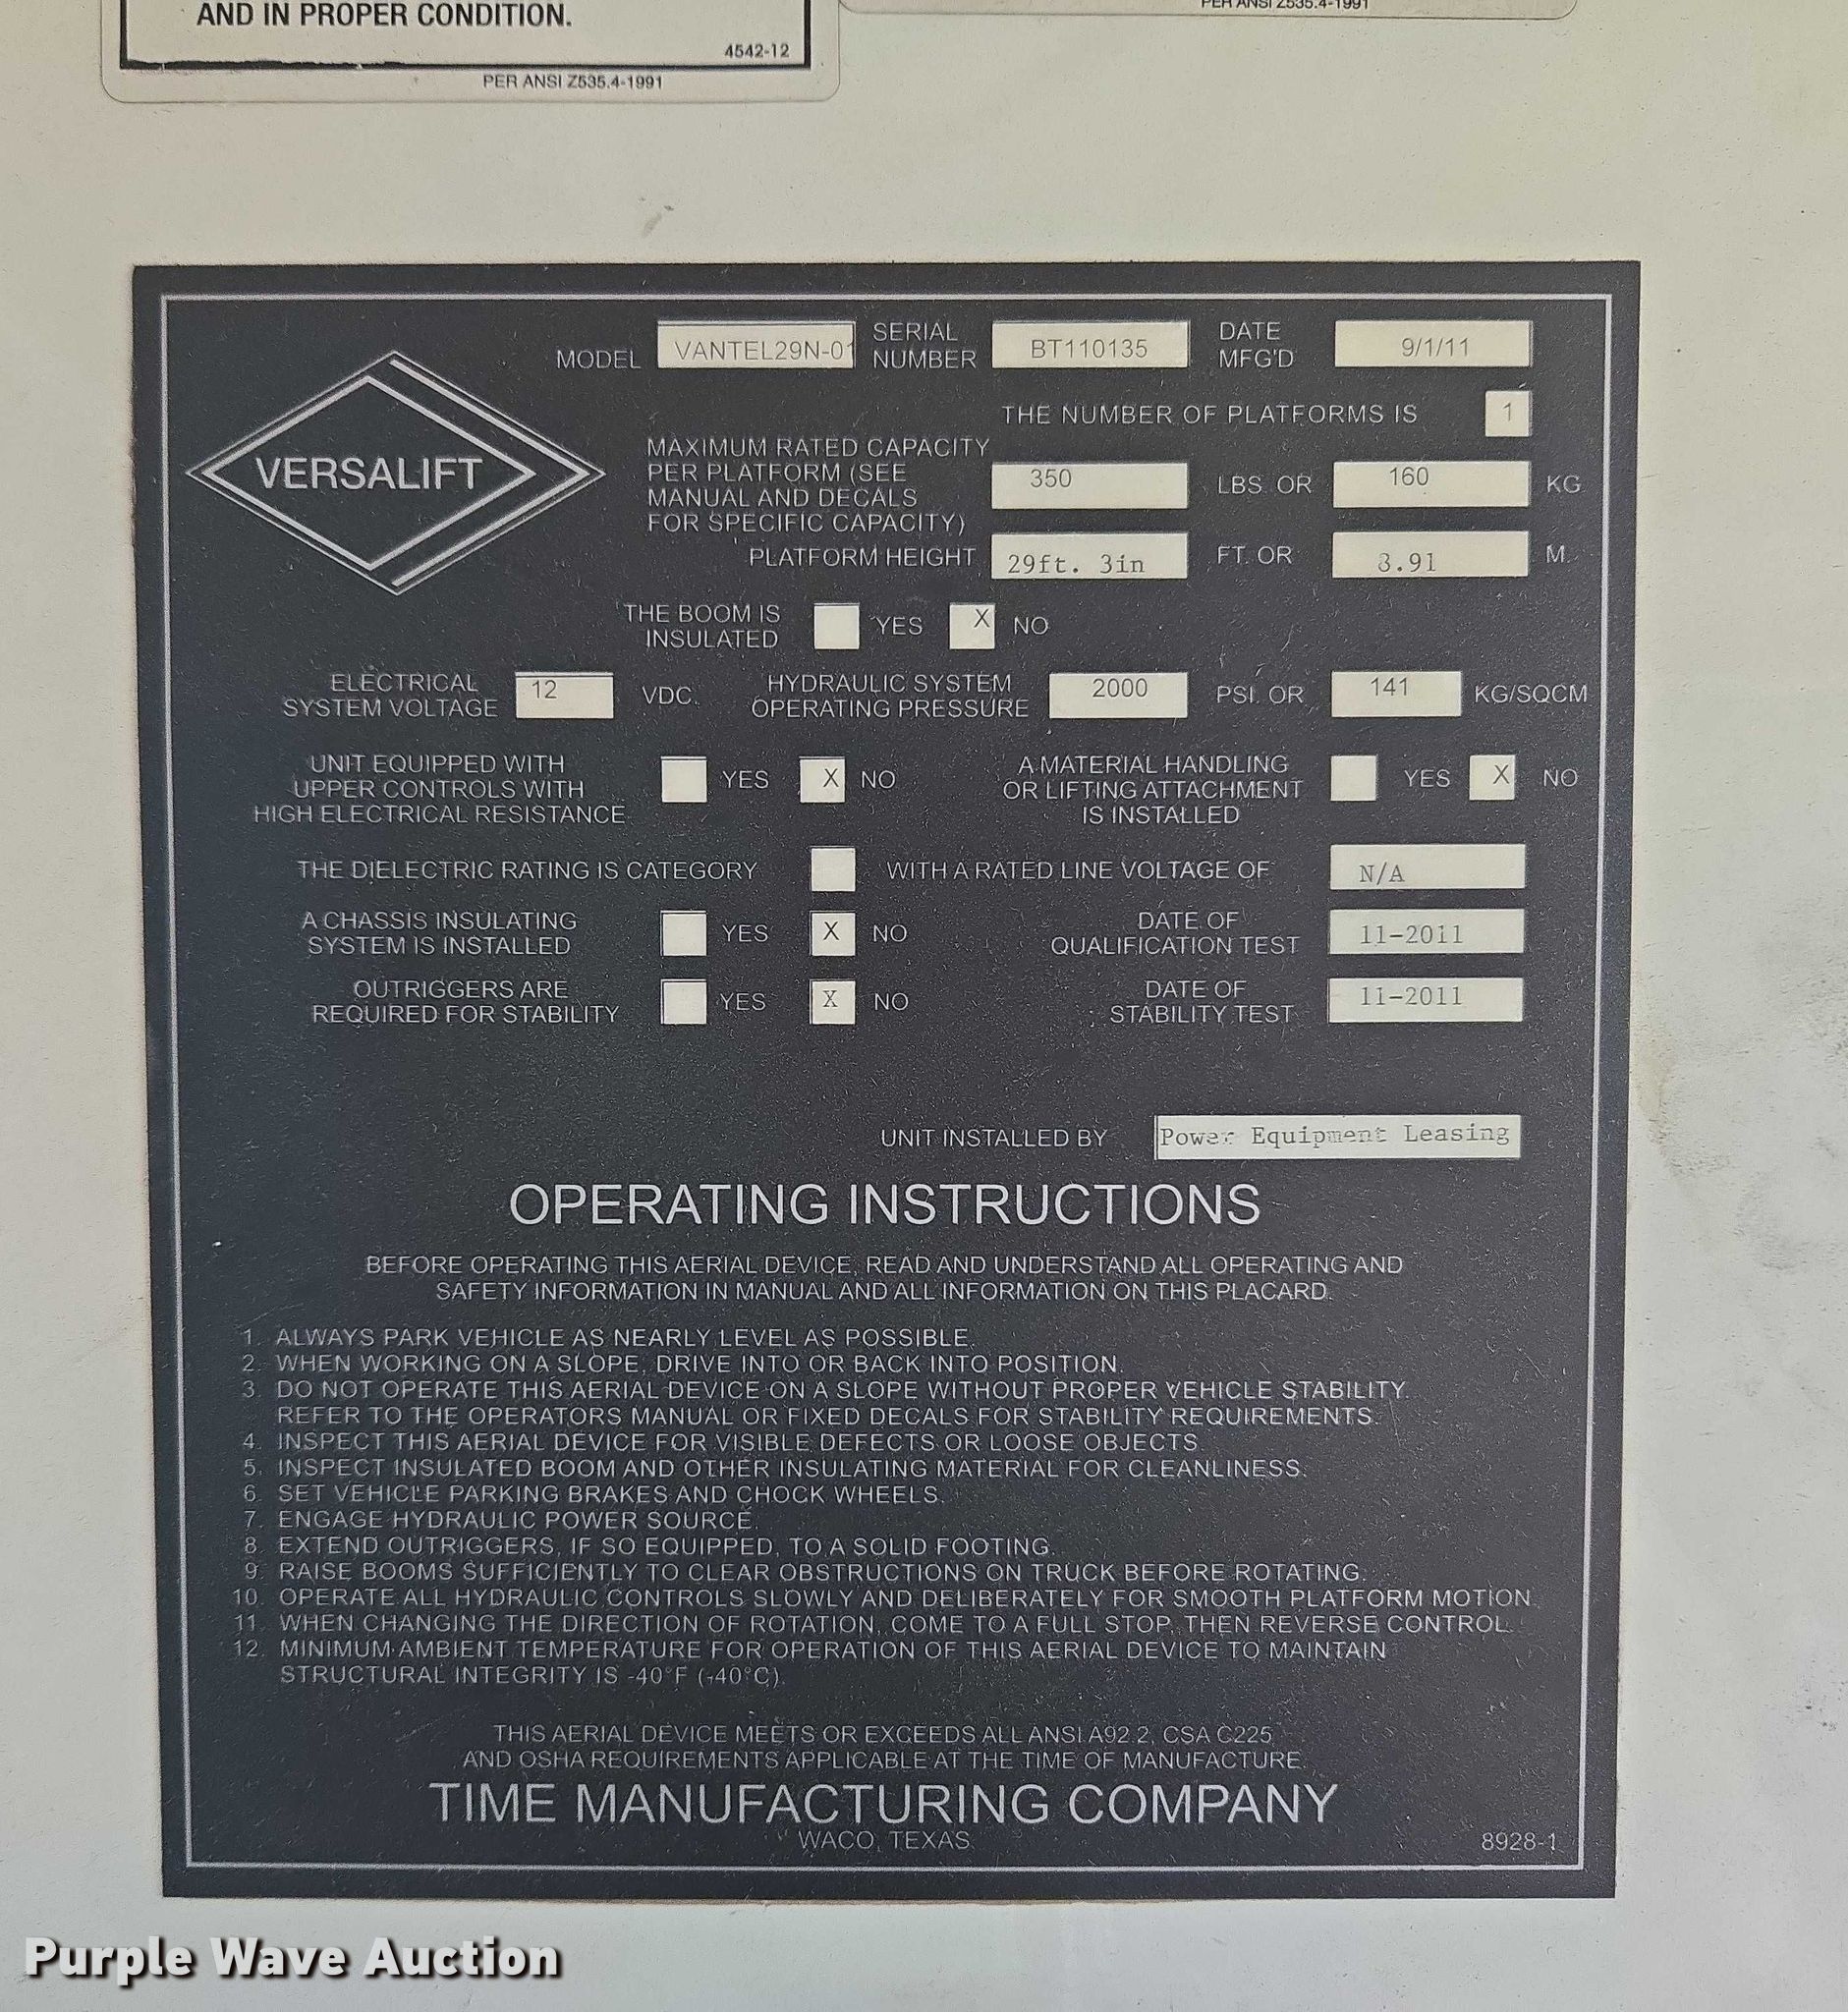 AND IN PROPER CONDITION.
4542-12
PER ANSI Z535.4-1991
PER ANSI Z535.4-1991
VERSALIFT
MODEL VANTEL29N-01 SERIAL NUMBER BT110135 DATE MFG'D 9/1/11
THE NUMBER OF PLATFORMS IS 1
MAXIMUM RATED CAPACITY
PER PLATFORM (SEE
MANUAL AND DECALS
FOR SPECIFIC CAPACITY) 350 LBS. OR 160 KG.
PLATFORM HEIGHT 29ft. 3in FT. OR 8.91 M.
THE BOOM IS
INSULATED YES X NO
ELECTRICAL
SYSTEM VOLTAGE 12 VDC.
HYDRAULIC SYSTEM
OPERATING PRESSURE 2000 PSI. OR 141 KG/SQCM
UNIT EQUIPPED WITH
UPPER CONTROLS WITH
HIGH ELECTRICAL RESISTANCE YES X NO
A MATERIAL HANDLING
OR LIFTING ATTACHMENT
IS INSTALLED YES X NO
THE DIELECTRIC RATING IS CATEGORY WITH A RATED LINE VOLTAGE OF N/A
A CHASSIS INSULATING
SYSTEM IS INSTALLED YES X NO
DATE OF
QUALIFICATION TEST 11-2011
OUTRIGGERS ARE
REQUIRED FOR STABILITY YES X NO
DATE OF
STABILITY TEST 11-2011
UNIT INSTALLED BY Power Equipment Leasing
OPERATING INSTRUCTIONS
BEFORE OPERATING THIS AERIAL DEVICE, READ AND UNDERSTAND ALL OPERATING AND
SAFETY INFORMATION IN MANUAL AND ALL INFORMATION ON THIS PLACARD.
1. ALWAYS PARK VEHICLE AS NEARLY LEVEL AS POSSIBLE.
2. WHEN WORKING ON A SLOPE, DRIVE INTO OR BACK INTO POSITION.
3. DO NOT OPERATE THIS AERIAL DEVICE ON A SLOPE WITHOUT PROPER VEHICLE STABILITY.
REFER TO THE OPERATORS MANUAL OR FIXED DECALS FOR STABILITY REQUIREMENTS.
4. INSPECT THIS AERIAL DEVICE FOR VISIBLE DEFECTS OR LOOSE OBJECTS.
5. INSPECT INSULATED BOOM AND OTHER INSULATING MATERIAL FOR CLEANLINESS.
6. SET VEHICLE PARKING BRAKES AND CHOCK WHEELS.
7. ENGAGE HYDRAULIC POWER SOURCE.
8. EXTEND OUTRIGGERS, IF SO EQUIPPED, TO A SOLID FOOTING.
9. RAISE BOOMS SUFFICIENTLY TO CLEAR OBSTRUCTIONS ON TRUCK BEFORE ROTATING.
10. OPERATE ALL HYDRAULIC CONTROLS SLOWLY AND DELIBERATELY FOR SMOOTH PLATFORM MOTION.
11. WHEN CHANGING THE DIRECTION OF ROTATION, COME TO A FULL STOP, THEN REVERSE CONTROL.
12. MINIMUM AMBIENT TEMPERATURE FOR OPERATION OF THIS AERIAL DEVICE TO MAINTAIN
STRUCTURAL INTEGRITY IS -40°F (-40°C).
THIS AERIAL DEVICE MEETS OR EXCEEDS ALL ANSI A92.2, CSA C225
AND OSHA REQUIREMENTS APPLICABLE AT THE TIME OF MANUFACTURE.
TIME MANUFACTURING COMPANY
WACO, TEXAS
8928-1
Purple Wave Auction